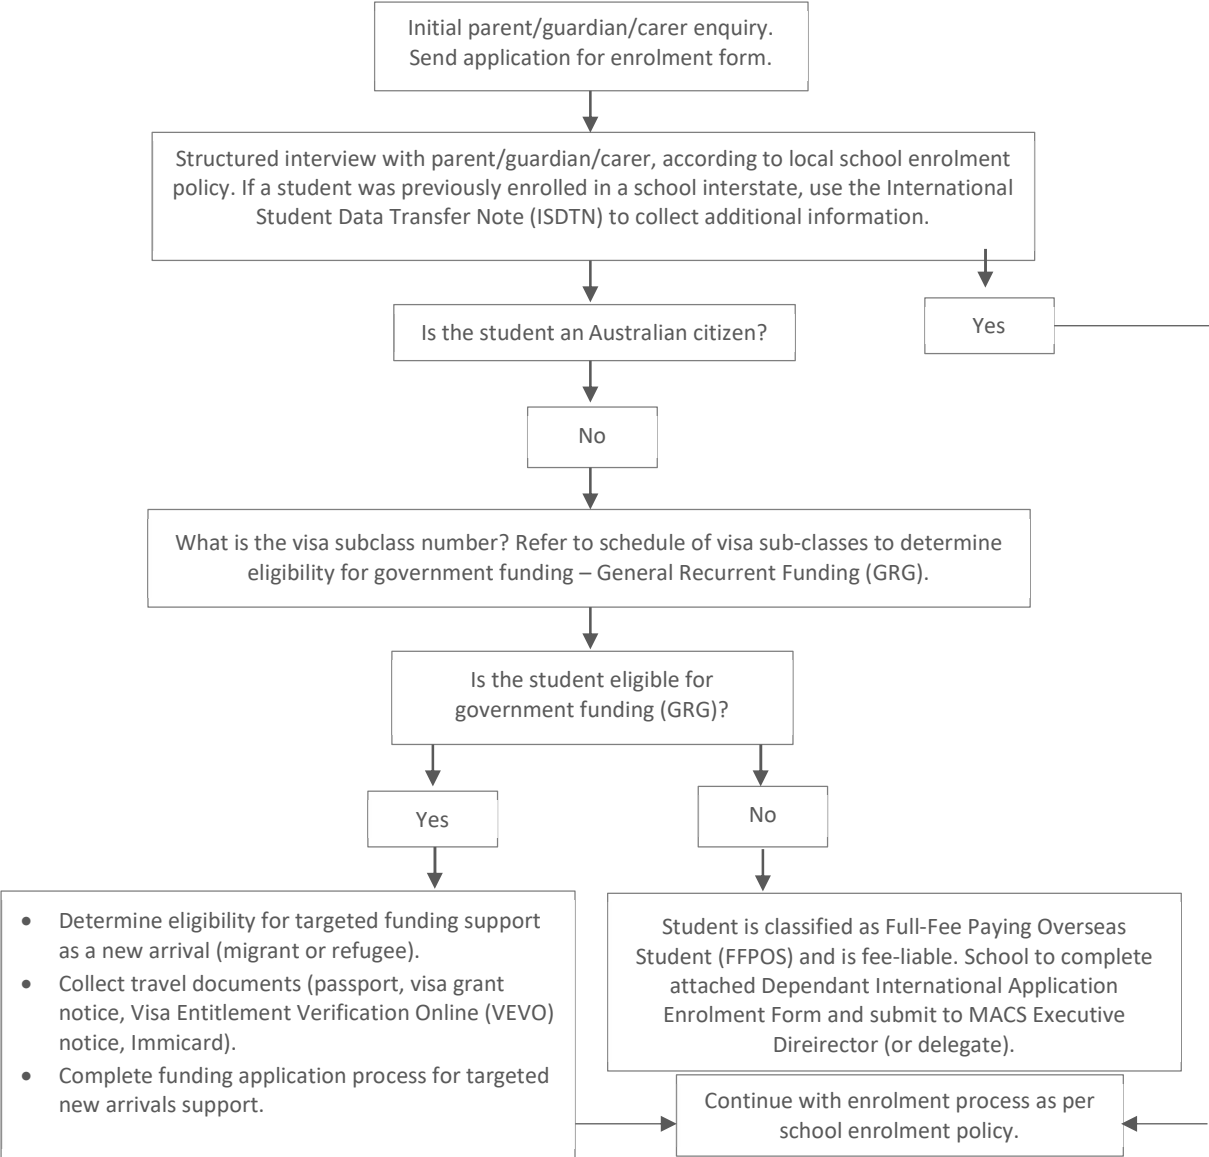 Initial parent/guardian/carer enquiry.
Send application for enrolment form.
Structured interview with parent/guardian/carer, according to local school enrolment
policy. If a student was previously enrolled in a school interstate, use the International
Student Data Transfer Note (ISDTN) to collect additional information.
Is the student an Australian citizen?
Yes
No
What is the visa subclass number? Refer to schedule of visa sub-classes to determine
eligibility for government funding – General Recurrent Funding (GRG).
Is the student eligible for
government funding (GRG)?
Yes
No
• Determine eligibility for targeted funding support
as a new arrival (migrant or refugee).
• Collect travel documents (passport, visa grant
notice, Visa Entitlement Verification Online (VEVO)
notice, Immicard).
• Complete funding application process for targeted
new arrivals support.
Student is classified as Full-Fee Paying Overseas
Student (FFPOS) and is fee-liable. School to complete
attached Dependant International Application
Enrolment Form and submit to MACS Executive
Direirector (or delegate).
Continue with enrolment process as per
school enrolment policy.